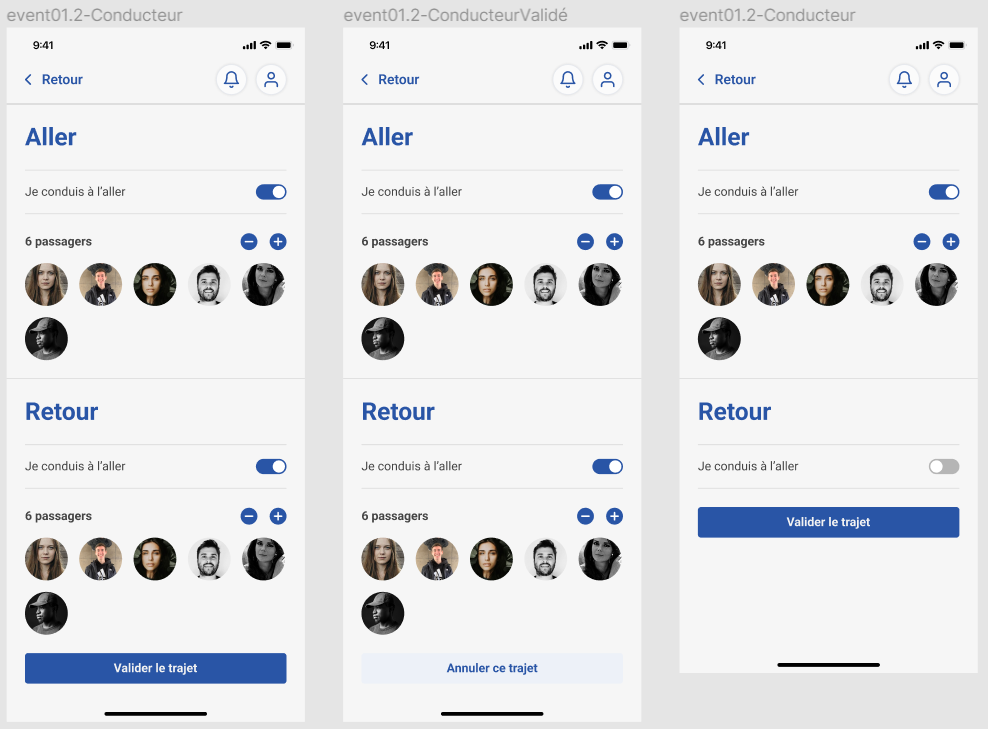 event01.2-Conducteur
9:41
Retour
Aller
Je conduis à l'aller
6 passagers
Retour
Je conduis à l'aller
6 passagers
Valider le trajet
event01.2-ConducteurValidé
9:41
Retour
Aller
Je conduis à l'aller
6 passagers
Retour
Je conduis à l'aller
6 passagers
Annuler ce trajet
event01.2-Conducteur
9:41
Retour
Aller
Je conduis à l'aller
6 passagers
Retour
Je conduis à l'aller
Valider le trajet